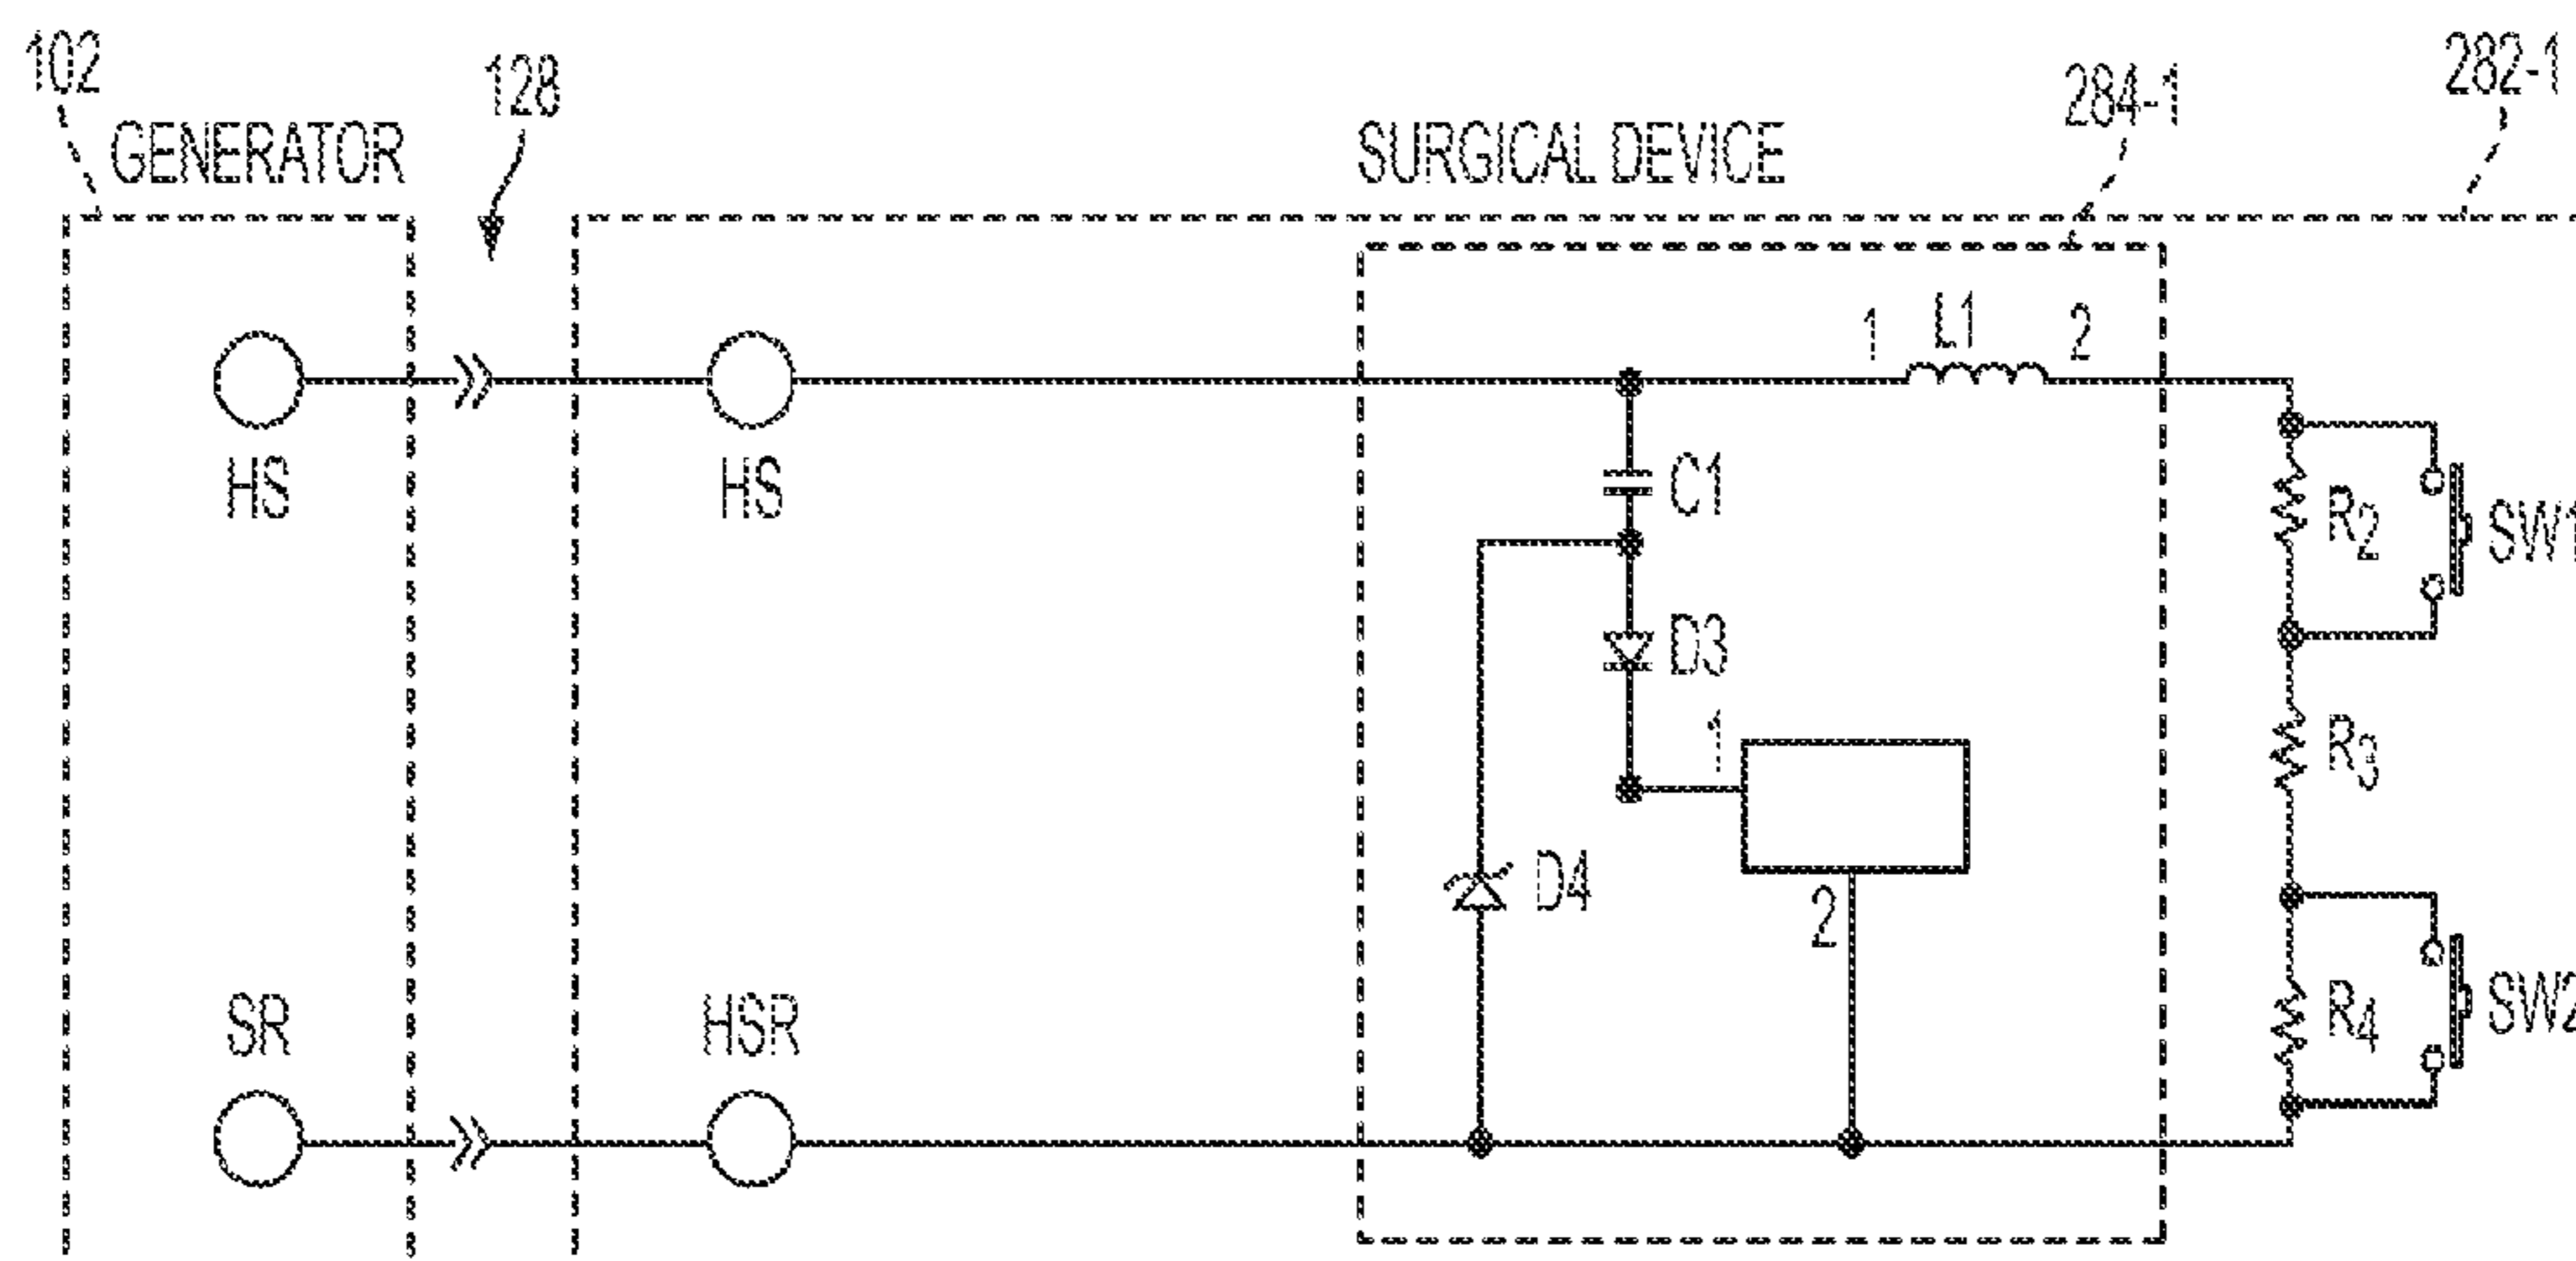 102
128
284-1
282-1
GENERATOR
SURGICAL DEVICE
1
L1
2
HS
HS
C1
R2
SW1
D3
1
R3
D4
2
SR
HSR
R4
SW2